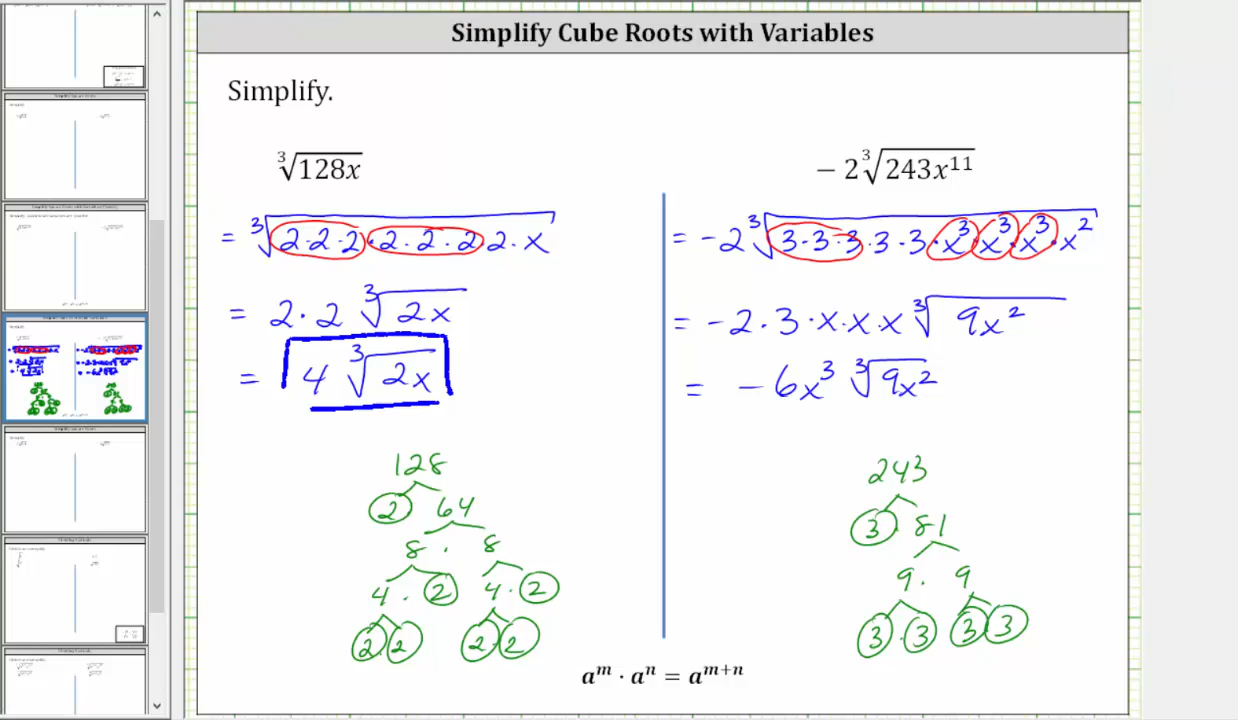 Simplify Cube Roots with Variables
Simplify.
∛128x
= ∛2·2·2·2·2·2 2·x
= 2·2 ∛2x
= 4 ∛2x
128
2 64
8 · 8
4 · 2 4 · 2
2 · 2 2 · 2
− 2∛243x¹¹
= -2∛3·3·3·3·3·x³·x³·x³·x²
= -2·3·x·x·x ∛9x²
= -6x³ ∛9x²
243
3 81
9 · 9
3 · 3 3 3
aᵐ · aⁿ = aᵐ⁺ⁿ